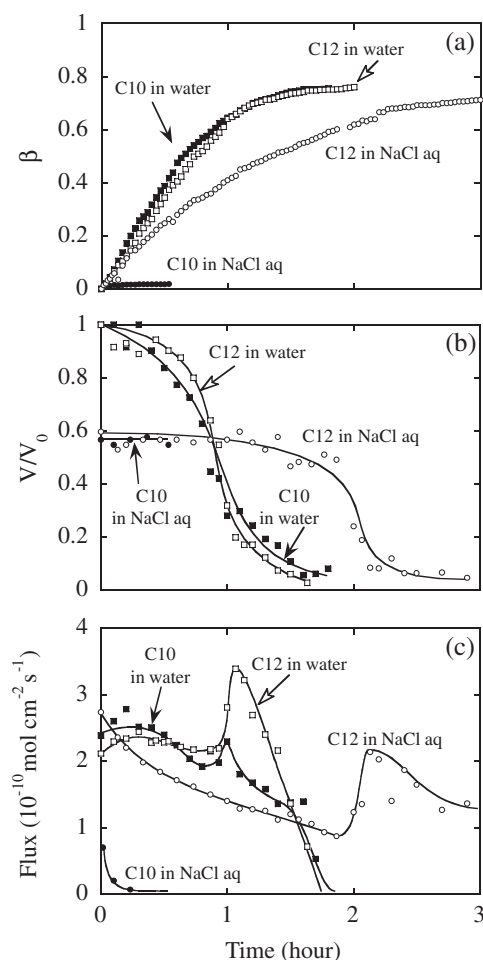 (a)
C12 in water
C10 in water
C12 in NaCl aq
C10 in NaCl aq
β
0.8
0.6
0.4
0.2
0
(b)
C12 in water
C12 in NaCl aq
C10
in NaCl aq
C10
in water
V/V0
1
0.8
0.6
0.4
0.2
0
(c)
C10
in water
C12 in water
C12 in NaCl aq
C10 in NaCl aq
Flux (10⁻¹⁰ mol cm⁻² s⁻¹)
4
3
2
1
0
0 1 2 3
Time (hour)